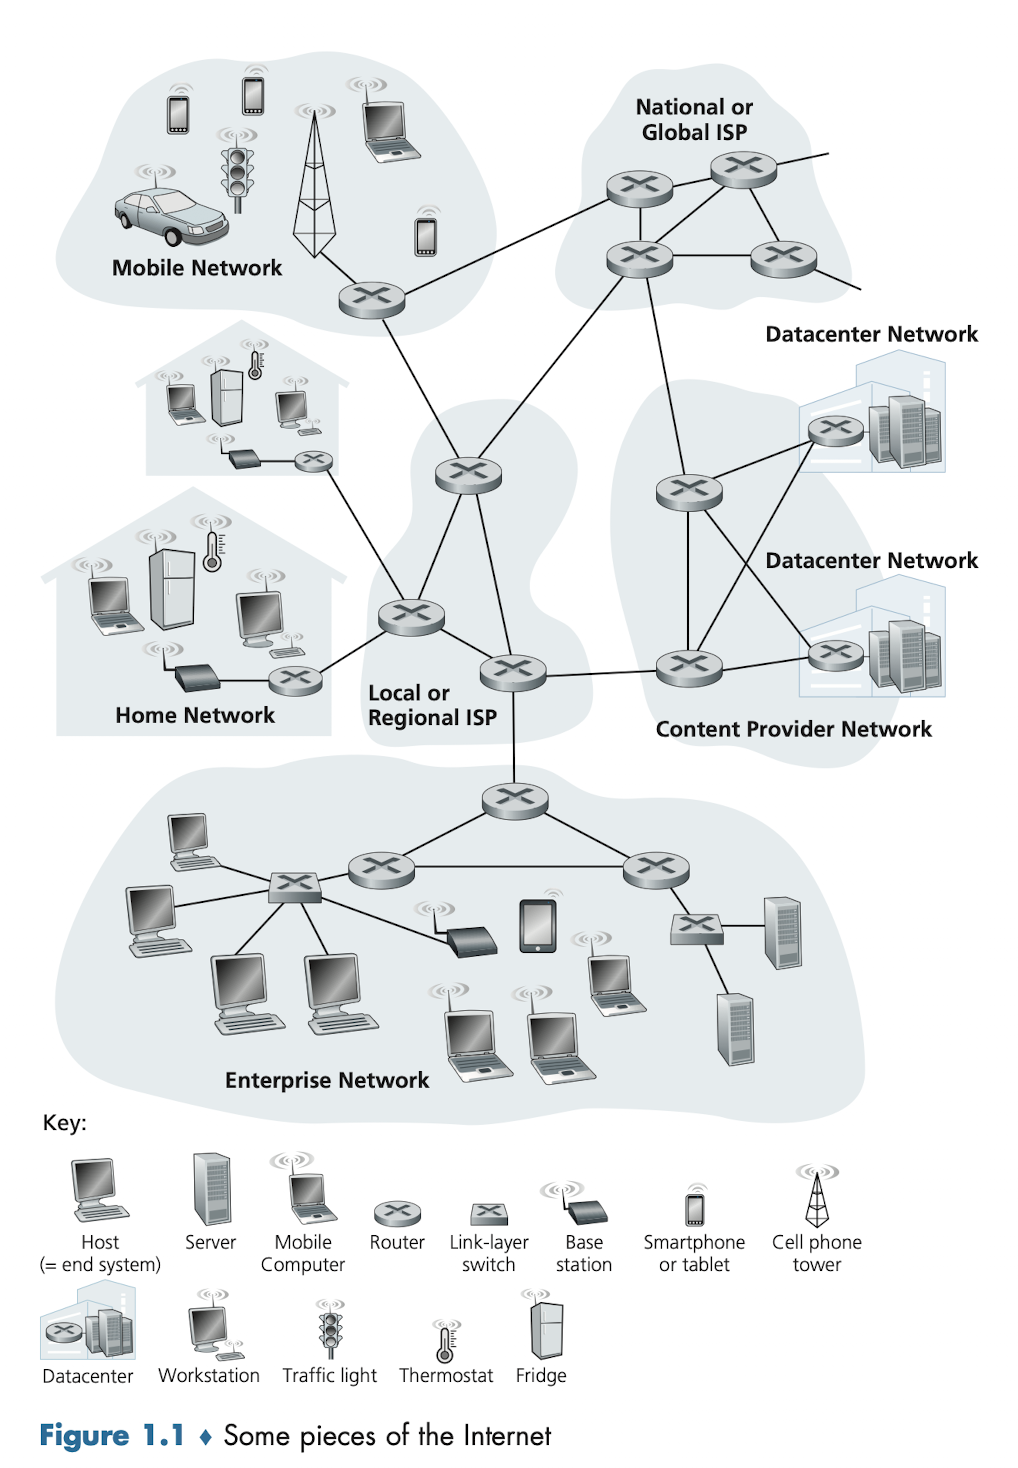 National or
Global ISP
Mobile Network
Datacenter Network
Datacenter Network
Home Network
Local or
Regional ISP
Content Provider Network
Enterprise Network
Key:
Host
(= end system)
Server
Mobile
Computer
Router
Link-layer
switch
Base
station
Smartphone
or tablet
Cell phone
tower
Datacenter
Workstation
Traffic light
Thermostat
Fridge
Figure 1.1 ♦ Some pieces of the Internet